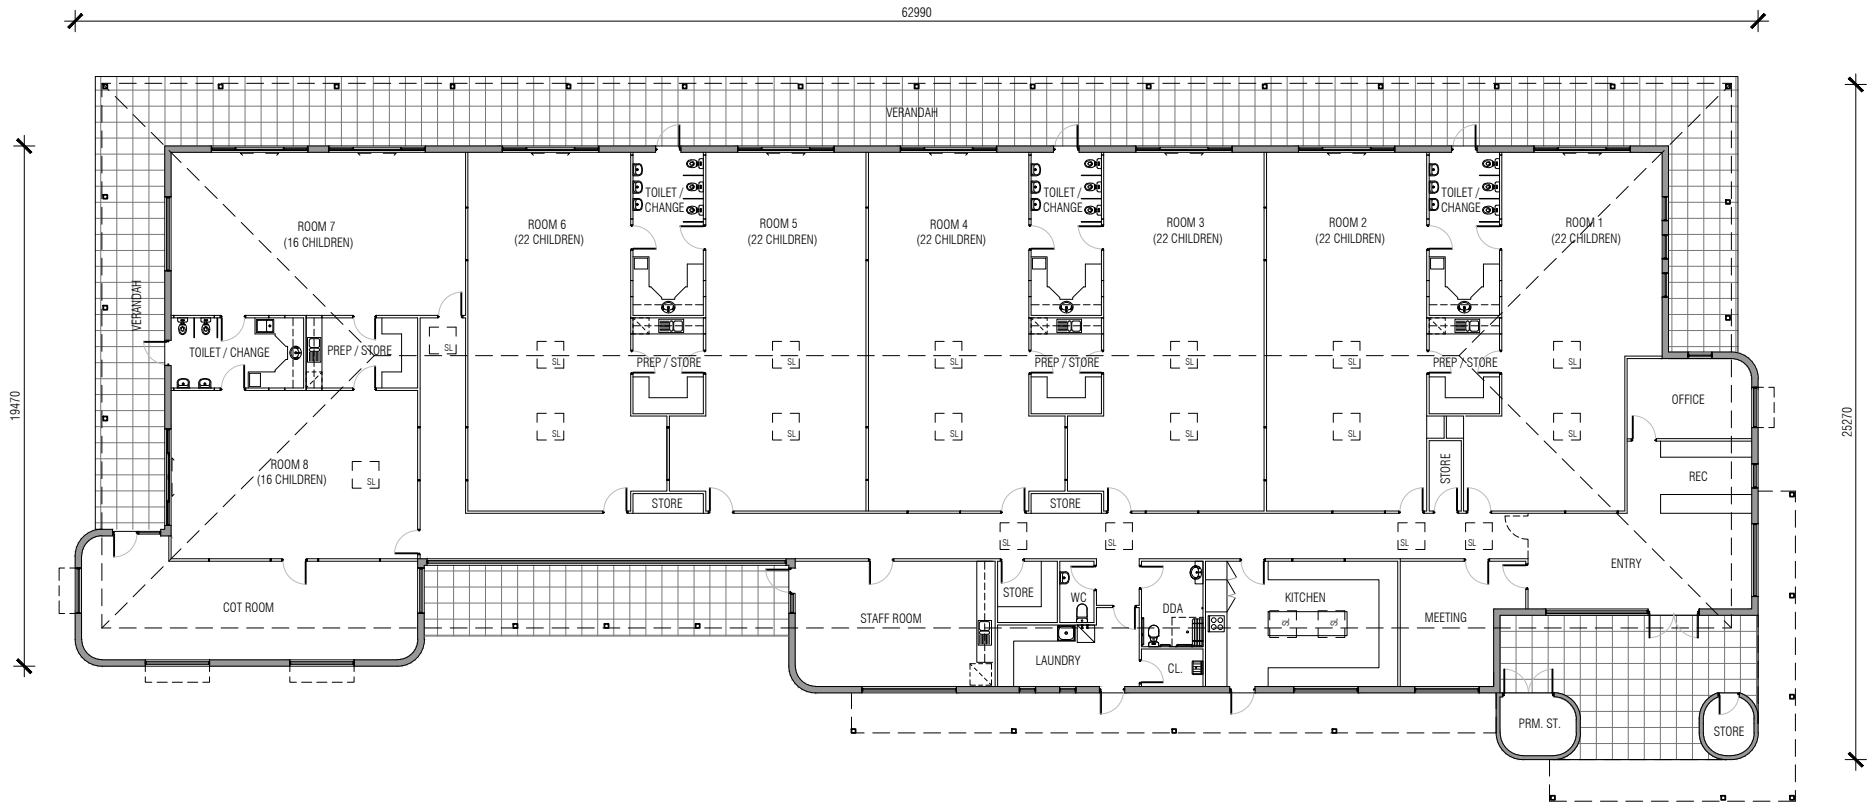 62990
VERANDAH
19470
25270
VERANDAH
ROOM 7
(16 CHILDREN)
ROOM 6
(22 CHILDREN)
TOILET /
CHANGE
ROOM 5
(22 CHILDREN)
ROOM 4
(22 CHILDREN)
TOILET /
CHANGE
ROOM 3
(22 CHILDREN)
ROOM 2
(22 CHILDREN)
TOILET /
CHANGE
ROOM 1
(22 CHILDREN)
TOILET / CHANGE
PREP / STORE
SL
SL
PREP / STORE
SL
SL
PREP / STORE
SL
SL
PREP / STORE
SL
OFFICE
SL
SL
SL
SL
SL
SL
ROOM 8
(16 CHILDREN)
SL
STORE
STORE
STORE
REC
SL
SL
SL
SL
ENTRY
COT ROOM
STAFF ROOM
STORE
WC
DDA
KITCHEN
SL
SL
MEETING
LAUNDRY
CL.
PRM. ST.
STORE